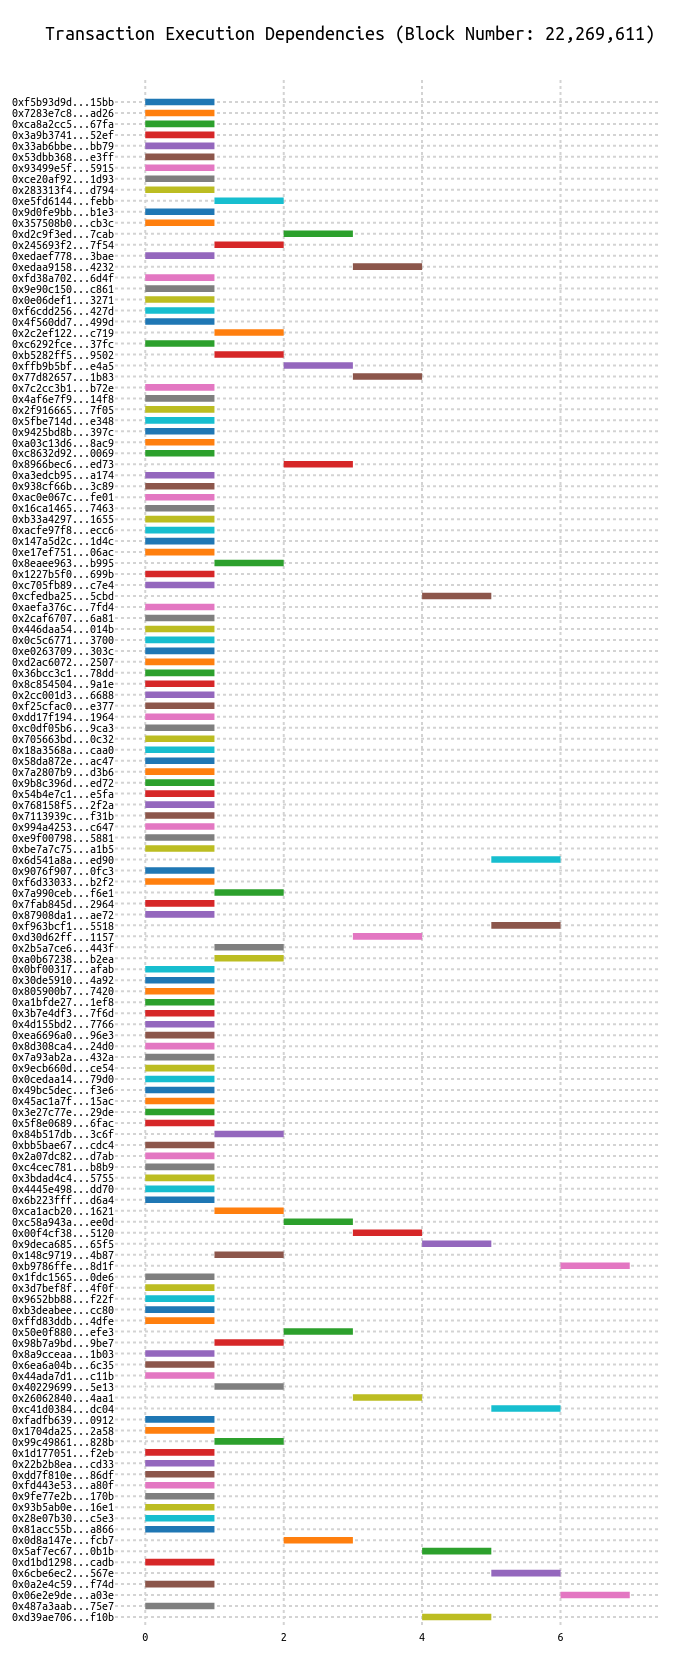 Transaction Execution Dependencies (Block Number: 22,269,611)
0xf5b93d9d...15bb
0x7283e7c8...ad26
0xca8a2cc5...67fa
0x3a9b3741...52ef
0x33ab6bbe...bb79
0x53dbb368...e3ff
0x93499e5f...5915
0xce20af92...1d93
0x283313f4...d794
0xe5fd6144...febb
0x9d0fe9bb...b1e3
0x357508b0...cb3c
0xd2c9f3ed...7cab
0x245693f2...7f54
0xedaef778...3bae
0xedaa9158...4232
0xfd38a702...6d4f
0x9e90c150...c861
0x0e06def1...3271
0xf6cdd256...427d
0x4f560dd7...499d
0x2c2ef122...c719
0xc6292fce...37fc
0xb5282ff5...9502
0xffb9b5bf...e4a5
0x77d82657...1b83
0x7c2cc3b1...b72e
0x4af6e7f9...14f8
0x2f916665...7f05
0x5fbe714d...e348
0x9425bd8b...397c
0xa03c13d6...8ac9
0xc8632d92...0069
0x8966bec6...ed73
0xa3edcb95...a174
0x938cf66b...3c89
0xac0e067c...fe01
0x16ca1465...7463
0xb33a4297...1655
0xacfe97f8...ecc6
0x147a5d2c...1d4c
0xe17ef751...06ac
0x8eaee963...b995
0x1227b5f0...699b
0xc705fb89...c7e4
0xcfedba25...5cbd
0xaefa376c...7fd4
0x2caf6707...6a81
0x446daa54...014b
0x0c5c6771...3700
0xe0263709...303c
0xd2ac6072...2507
0x36bcc3c1...78dd
0x8c854504...9a1e
0x2cc001d3...6688
0xf25cfac0...e377
0xdd17f194...1964
0xc0df05b6...9ca3
0x705663bd...0c32
0x18a3568a...caa0
0x58da872e...ac47
0x7a2807b9...d3b6
0x9b8c396d...ed72
0x54b4e7c1...e5fa
0x768158f5...2f2a
0x7113939c...f31b
0x994a4253...c647
0xe9f00798...5881
0xbe7a7c75...a1b5
0x6d541a8a...ed90
0x9076f907...0fc3
0xf6d33033...b2f2
0x7a990ceb...f6e1
0x7fab845d...2964
0x87908da1...ae72
0xf963bcf1...5518
0xd30d62ff...1157
0x2b5a7ce6...443f
0xa0b67238...b2ea
0x0bf00317...afab
0x30de5910...4a92
0x805900b7...7420
0xa1bfde27...1ef8
0x3b7e4df3...7f6d
0x4d155bd2...7766
0xea6696a0...96e3
0x8d308ca4...24d0
0x7a93ab2a...432a
0x9ecb660d...ce54
0x0cedaa14...79d0
0x49bc5dec...f3e6
0x45ac1a7f...15ac
0x3e27c77e...29de
0x5f8e0689...6fac
0x84b517db...3c6f
0xbb5bae67...cdc4
0x2a07dc82...d7ab
0xc4cec781...b8b9
0x3bdad4c4...5755
0x4445e498...dd70
0x6b223fff...d6a4
0xca1acb20...1621
0xc58a943a...ee0d
0x00f4cf38...5120
0x9deca685...65f5
0x148c9719...4b87
0xb9786ffe...8d1f
0x1fdc1565...0de6
0x3d7bef8f...4f0f
0x9652bb88...f22f
0xb3deabee...cc80
0xffd83ddb...4dfe
0x50e0f880...efe3
0x98b7a9bd...9be7
0x8a9cceaa...1b03
0x6ea6a04b...6c35
0x44ada7d1...c11b
0x40229699...5e13
0x26062840...4aa1
0xc41d0384...dc04
0xfadfb639...0912
0x1704da25...2a58
0x99c49861...828b
0x1d177051...f2eb
0x22b2b8ea...cd33
0xdd7f810e...86df
0xfd443e53...a80f
0x9fe77e2b...170b
0x93b5ab0e...16e1
0x28e07b30...c5e3
0x81acc55b...a866
0x0d8a147e...fcb7
0x5af7ec67...0b1b
0xd1bd1298...cadb
0x6cbe6ec2...567e
0x0a2e4c59...f74d
0x06e2e9de...a03e
0x487a3aab...75e7
0xd39ae706...f10b
0 2 4 6